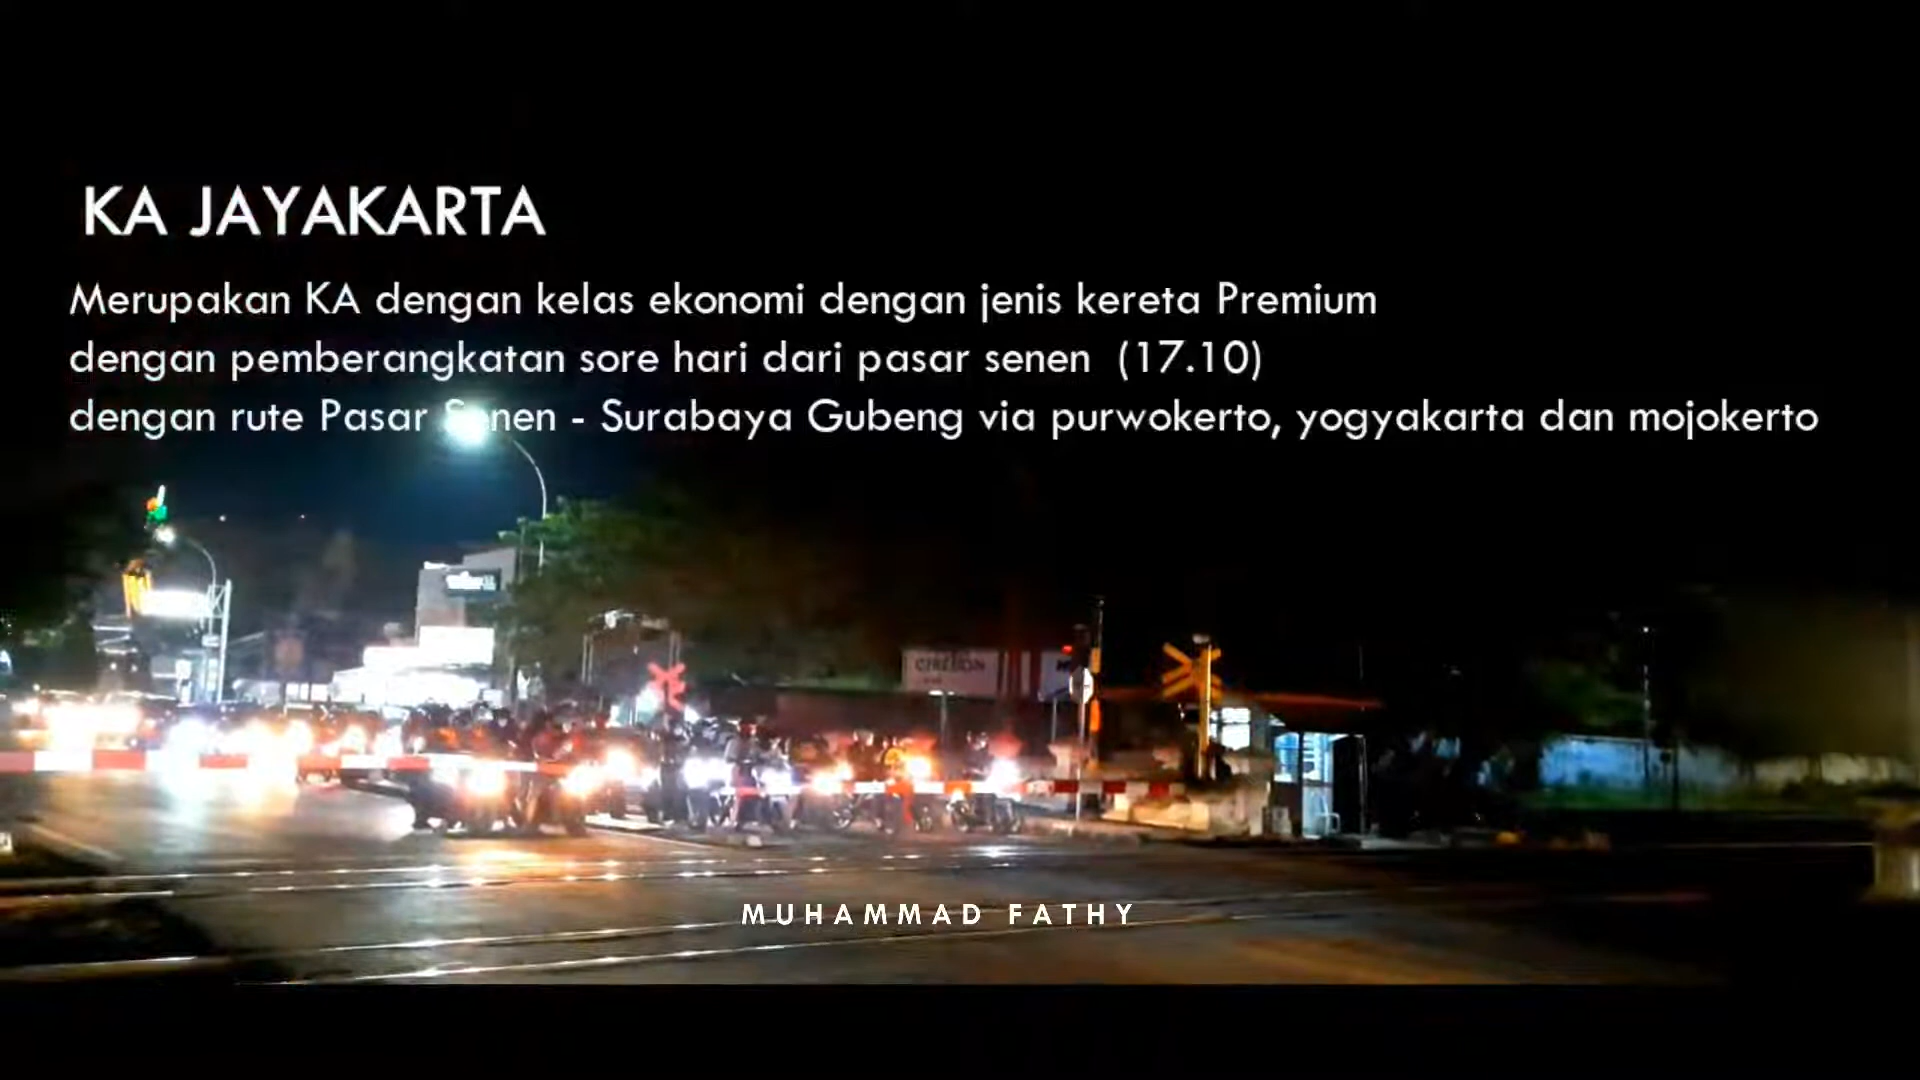 KA JAYAKARTA
Merupakan KA dengan kelas ekonomi dengan jenis kereta Premium
dengan pemberangkatan sore hari dari pasar senen (17.10)
dengan rute Pasar Senen - Surabaya Gubeng via purwokerto, yogyakarta dan mojokerto
CIREBON
MUHAMMAD FATHY